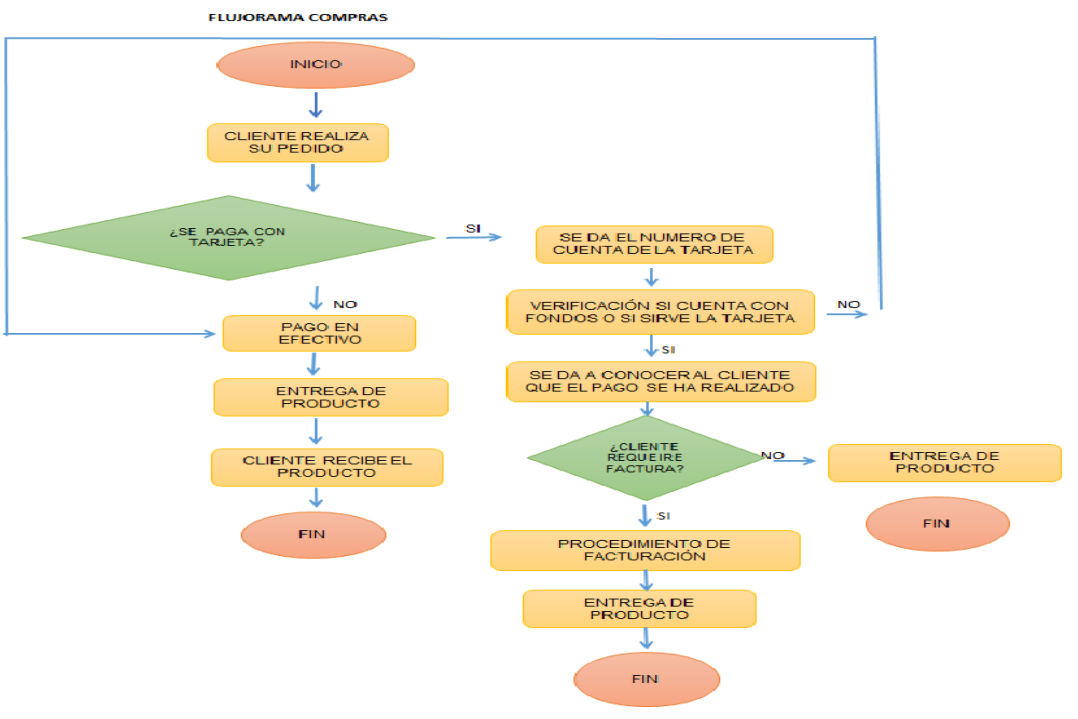 FLUJORAMA COMPRAS
INICIO
CLIENTE REALIZA
SU PEDIDO
¿SE PAGA CON
TARJETA?
SI
SE DA EL NUMERO DE
CUENTA DE LA TARJETA
NO
VERIFICACIÓN SI CUENTA CON
FONDOS O SI SIRVE LA TARJETA
NO
PAGO EN
EFECTIVO
SI
SE DA A CONOCER AL CLIENTE
QUE EL PAGO SE HA REALIZADO
ENTREGA DE
PRODUCTO
¿CLIENTE
REQUEIRE
FACTURA?
NO
ENTREGA DE
PRODUCTO
CLIENTE RECIBE EL
PRODUCTO
SI
FIN
FIN
PROCEDIMIENTO DE
FACTURACIÓN
ENTREGA DE
PRODUCTO
FIN